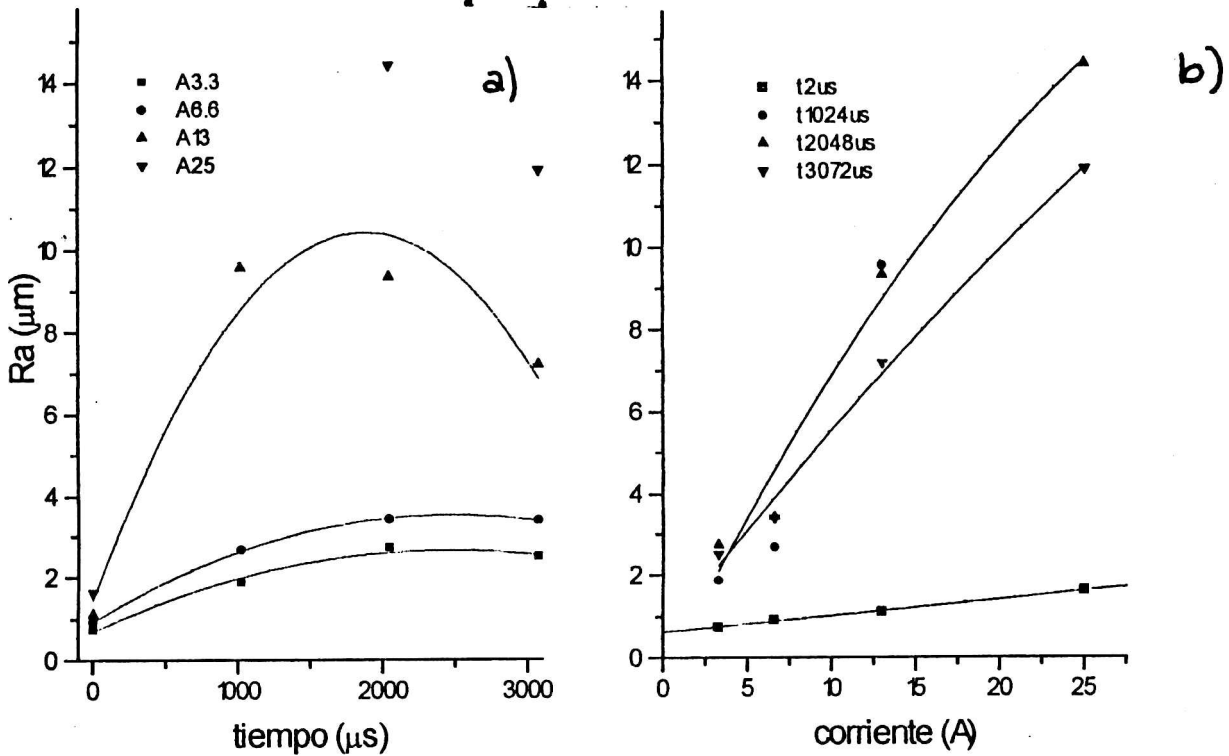 a)
A3.3
A6.6
A13
A25
14
12
10
8
6
4
2
0
Ra (μm)
0
1000
2000
3000
tiempo (μs)
b)
t2us
t1024us
t2048us
t3072us
14
12
10
8
6
4
2
0
0
5
10
15
20
25
corriente (A)